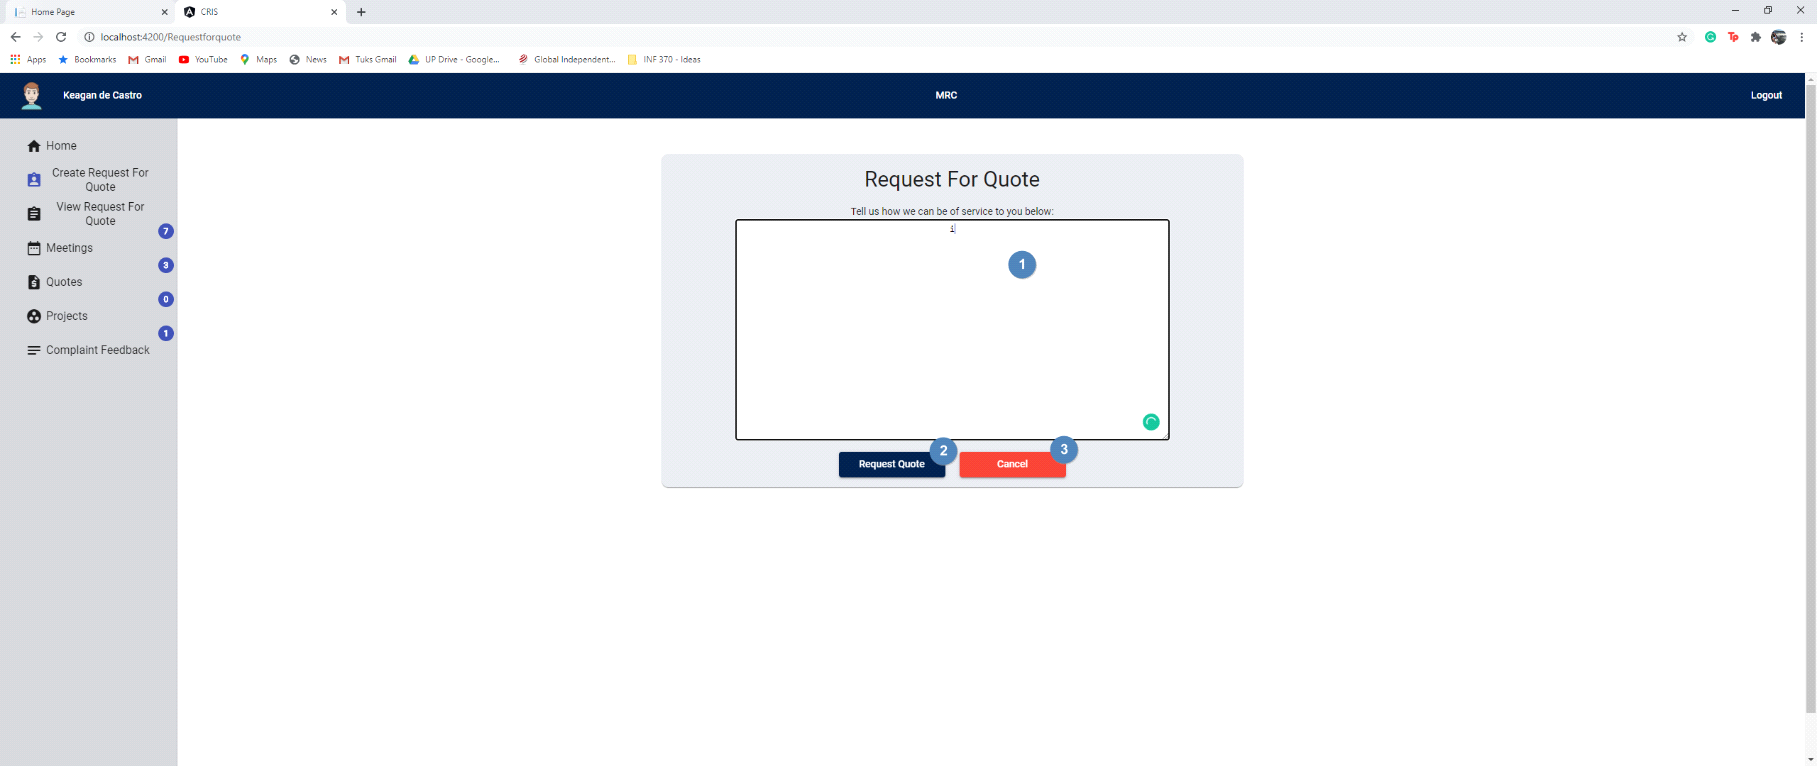 Home Page
CRIS
localhost:4200/Requestforquote
Apps
Bookmarks
Gmail
YouTube
Maps
News
Tuks Gmail
UP Drive - Google...
Global Independent...
INF 370 - Ideas
Keagan de Castro
MRC
Logout
Home
Create Request For
Quote
View Request For
Quote
7
Meetings
3
Quotes
0
Projects
1
Complaint Feedback
Request For Quote
Tell us how we can be of service to you below:
1
2
3
Request Quote
Cancel